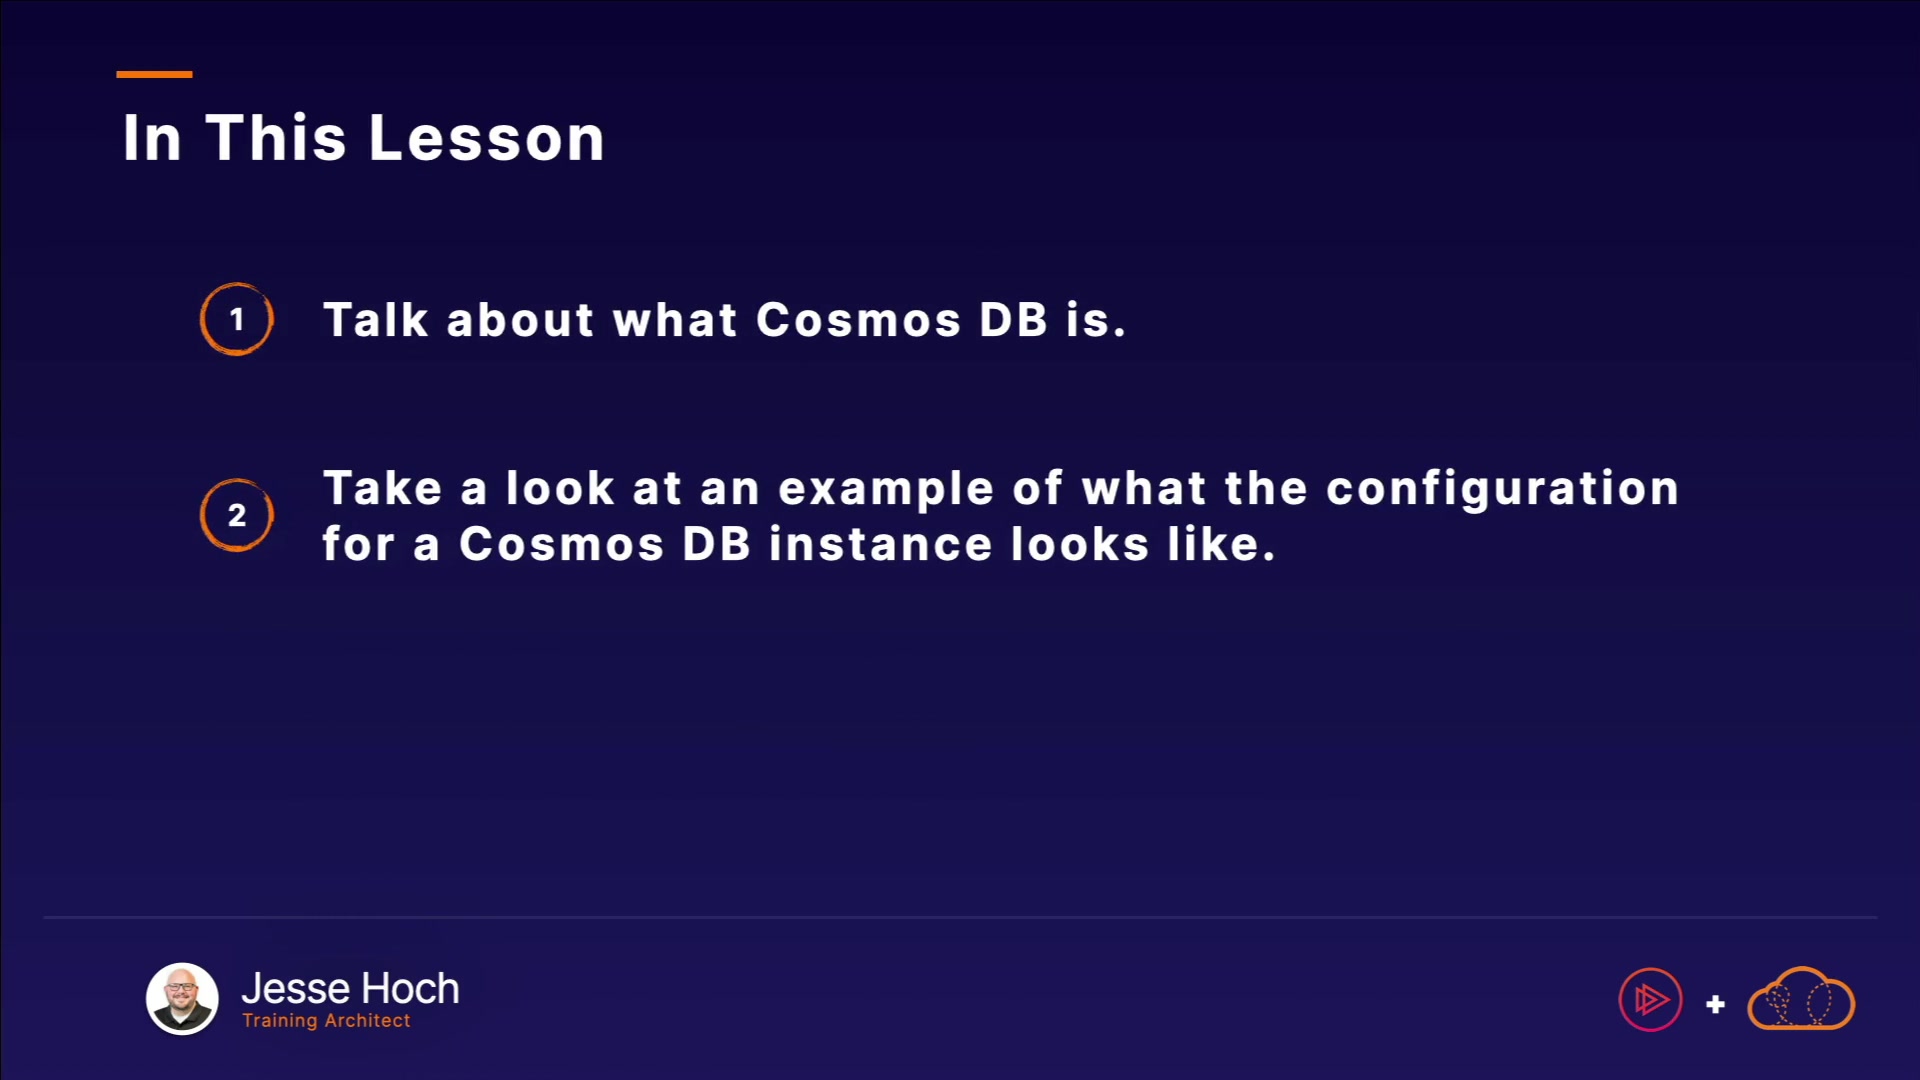 In This Lesson
1
Talk about what Cosmos DB is.
2
Take a look at an example of what the configuration
for a Cosmos DB instance looks like.
Jesse Hoch
Training Architect
+